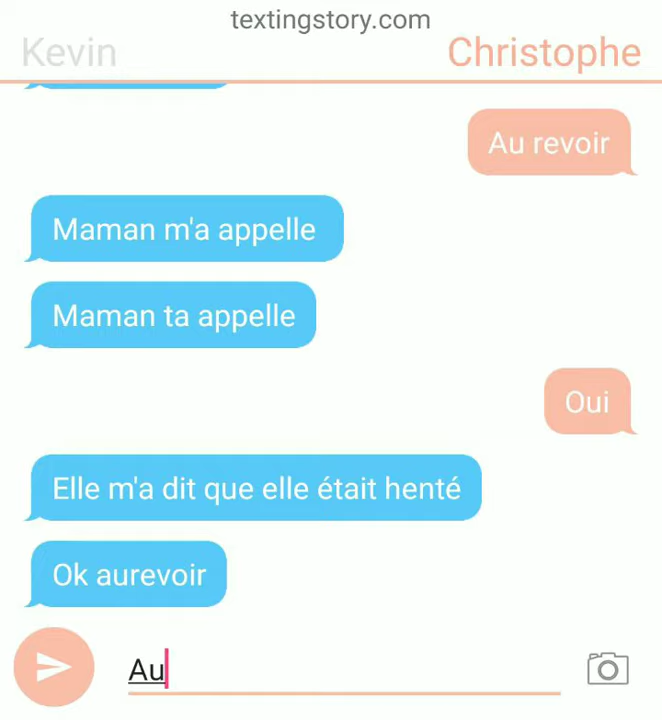 textingstory.com
Kevin
Christophe
Au revoir
Maman m'a appelle
Maman ta appelle
Oui
Elle m'a dit que elle était henté
Ok aurevoir
Au